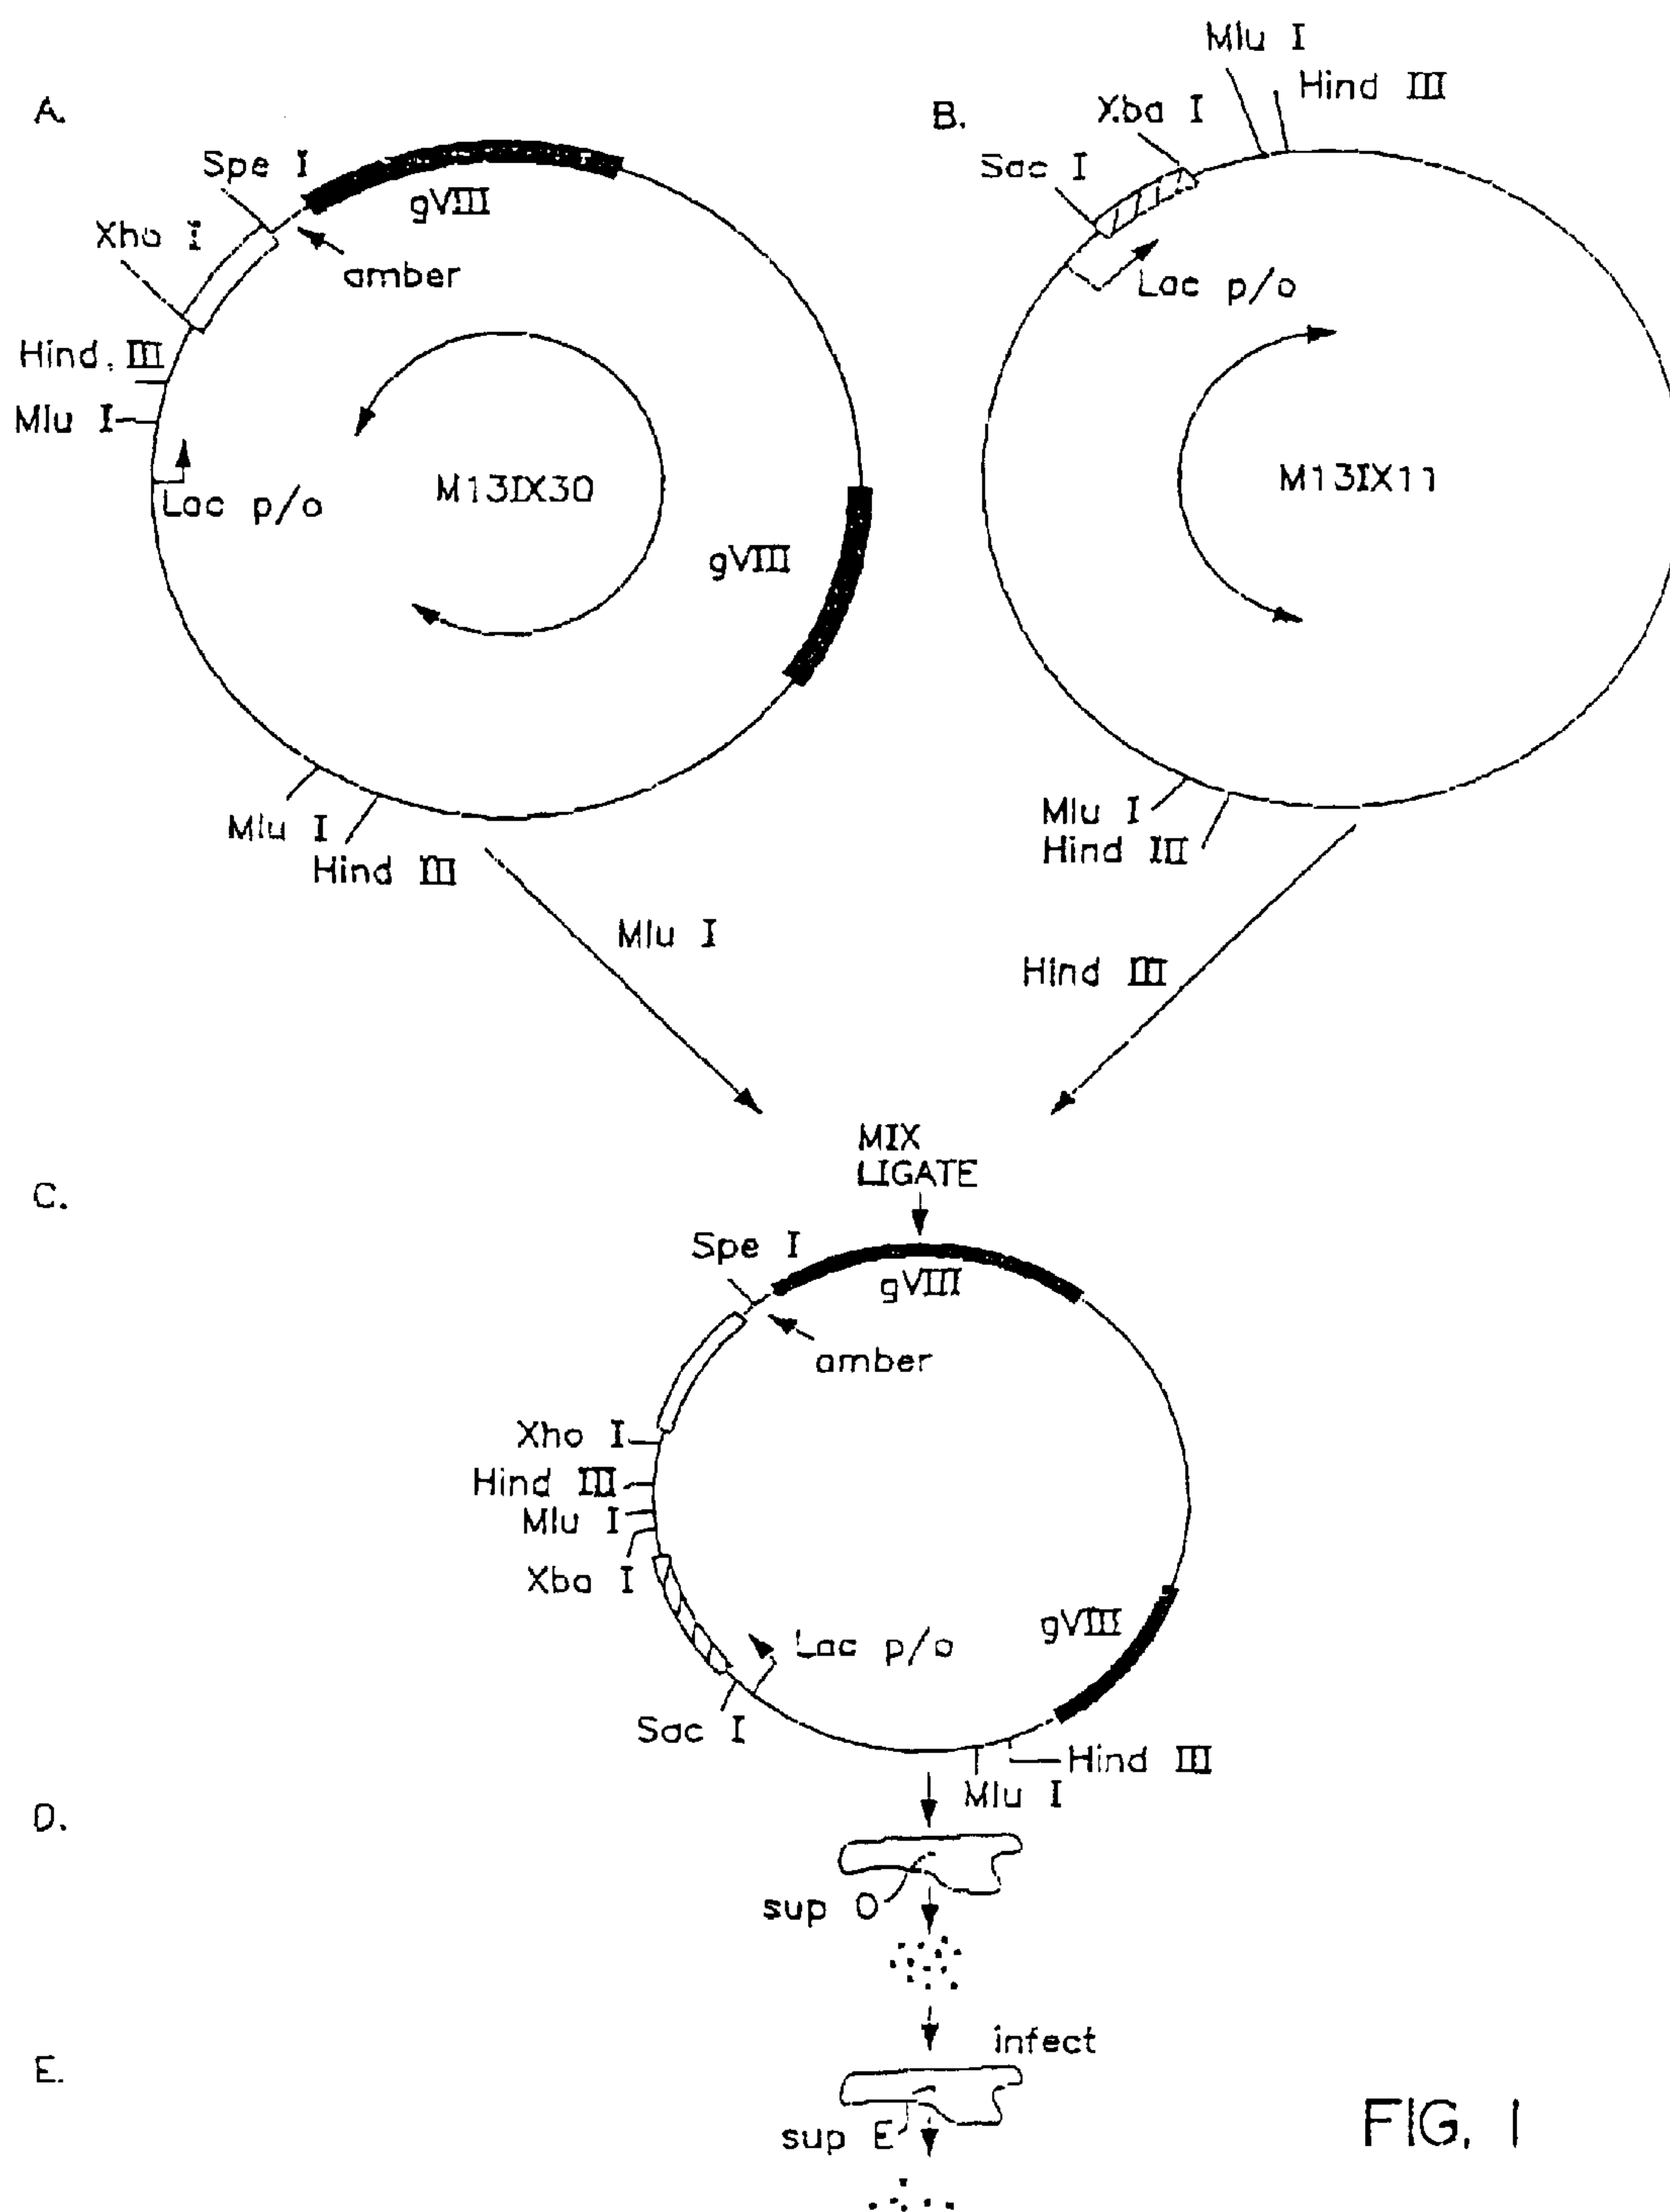 A.
Spe I
gVIII
Xho I
amber
Hind. III
Mlu I
Lac p/o
M13IX30
gVIII
Mlu I
Hind III
B.
Mlu I
Hind III
Xba I
Sac I
Lac p/o
M13IX11
Mlu I
Hind III
Mlu I
Hind III
MIX
LIGATE
C.
Spe I
gVIII
amber
Xho I
Hind III
Mlu I
Xba I
gVIII
Lac p/o
Sac I
Hind III
Mlu I
D.
sup O
infect
E.
sup E
FIG. 1